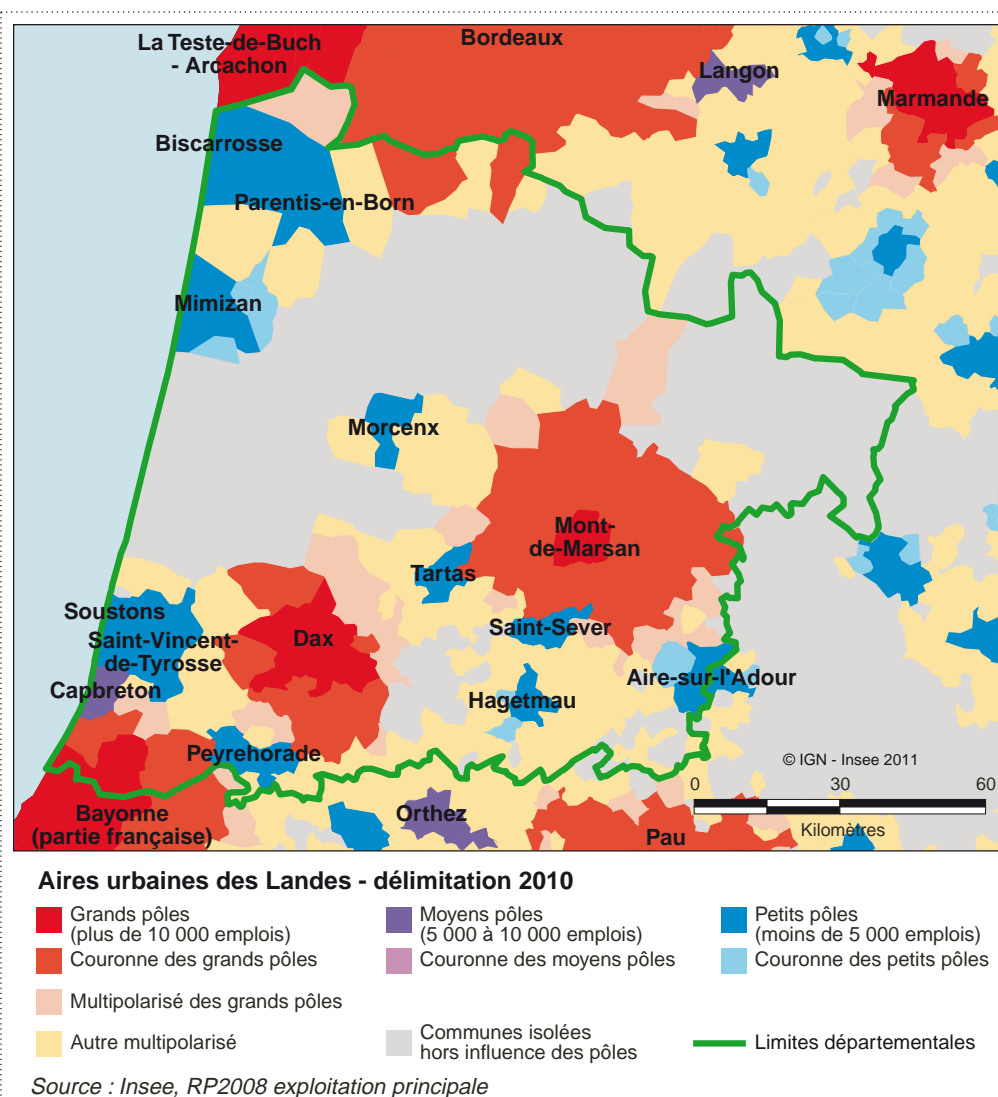 La Teste-de-Buch
- Arcachon
Bordeaux
Langon
Marmande
Biscarrosse
Parentis-en-Born
Mimizan
Morcenx
Mont-
de-Marsan
Tartas
Soustons
Saint-Vincent-
de-Tyrosse
Dax
Saint-Sever
Capbreton
Hagetmau
Aire-sur-l'Adour
Peyrehorade
© IGN - Insee 2011
0 30 60
Kilomètres
Bayonne
(partie française)
Orthez
Pau
Aires urbaines des Landes - délimitation 2010
Grands pôles
(plus de 10 000 emplois)
Moyens pôles
(5 000 à 10 000 emplois)
Petits pôles
(moins de 5 000 emplois)
Couronne des grands pôles
Couronne des moyens pôles
Couronne des petits pôles
Multipolarisé des grands pôles
Autre multipolarisé
Communes isolées
hors influence des pôles
Limites départementales
Source : Insee, RP2008 exploitation principale